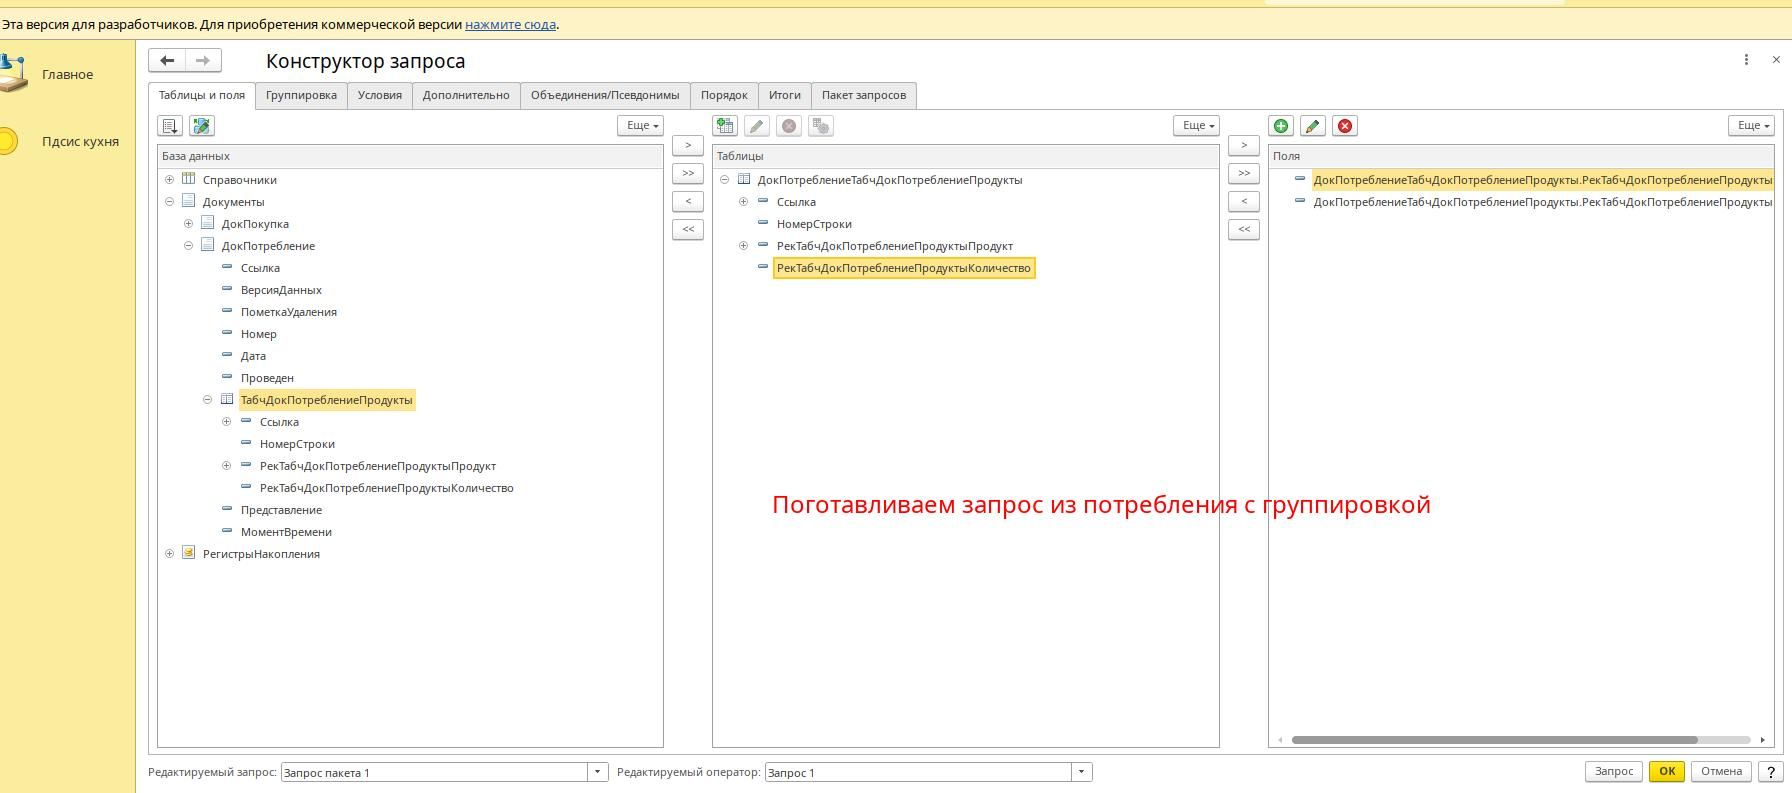 Эта версия для разработчиков. Для приобретения коммерческой версии нажмите сюда.
Главное
Пдсис кухня
Конструктор запроса
Таблицы и поля
Группировка
Условия
Дополнительно
Объединения/Псевдонимы
Порядок
Итоги
Пакет запросов
Еще
База данных
Справочники
Документы
ДокПокупка
ДокПотребление
Ссылка
ВерсияДанных
ПометкаУдаления
Номер
Дата
Проведен
ТабчДокПотреблениеПродукты
Ссылка
НомерСтроки
РекТабчДокПотреблениеПродуктыПродукт
РекТабчДокПотреблениеПродуктыКоличество
Представление
МоментВремени
РегистрыНакопления
>
>>
<
<<
Еще
Таблицы
ДокПотреблениеТабчДокПотреблениеПродукты
Ссылка
НомерСтроки
РекТабчДокПотреблениеПродуктыПродукт
РекТабчДокПотреблениеПродуктыКоличество
>
>>
<
<<
Еще
Поля
ДокПотреблениеТабчДокПотреблениеПродукты.РекТабчДокПотреблениеПродукты
ДокПотреблениеТабчДокПотреблениеПродукты.РекТабчДокПотреблениеПродукты
Поготавливаем запрос из потребления с группировкой
Редактируемый запрос: Запрос пакета 1
Редактируемый оператор: Запрос 1
Запрос
ОК
Отмена
?